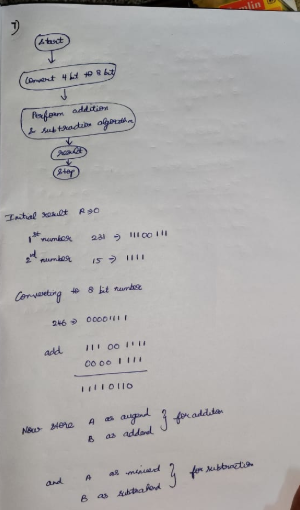 7)
Start
Convert 4 bit to 8 bit
Perform addition
& subtraction algorithm
result
Stop
Initial result A ⇒ 0
1st number 231 ⇒ 11100111
2nd number 15 ⇒ 1111
Converting to 8 bit number
246 ⇒ 00001111
add 111 00 1111
0000 1111
11110110
Now store A as augend } for addition
B as addend
and A as minuend } for subtraction
B as subtrahend